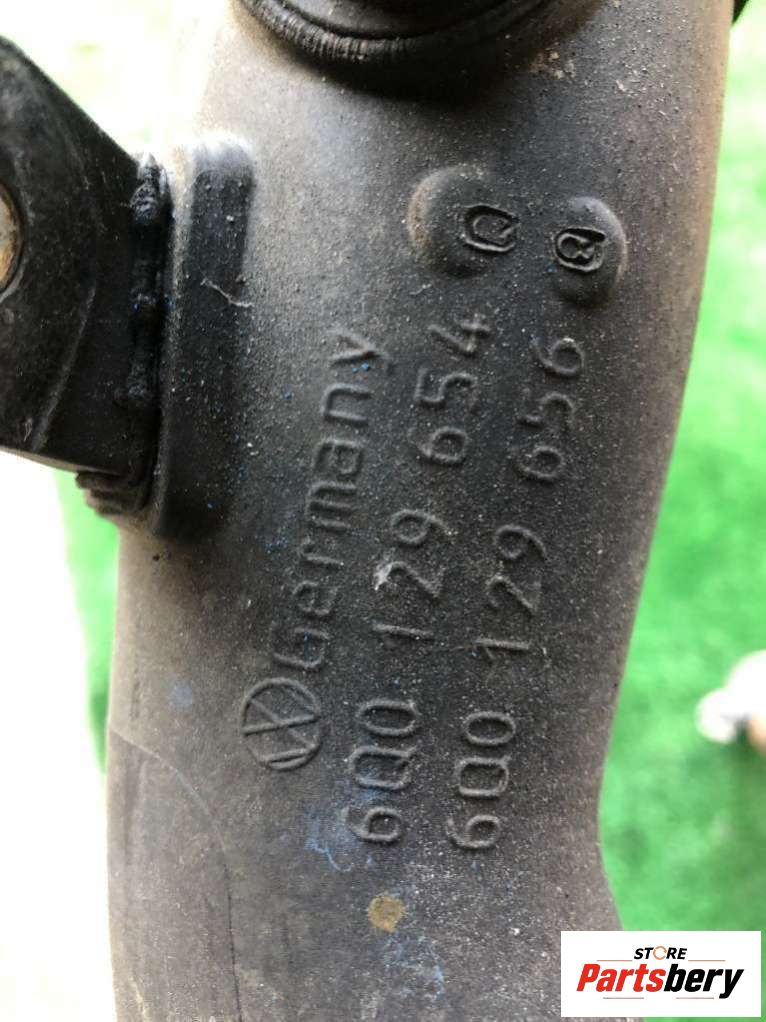 Germany
6Q0 129 654 Q
6Q0 129 656 Q
STORE
Partsbery